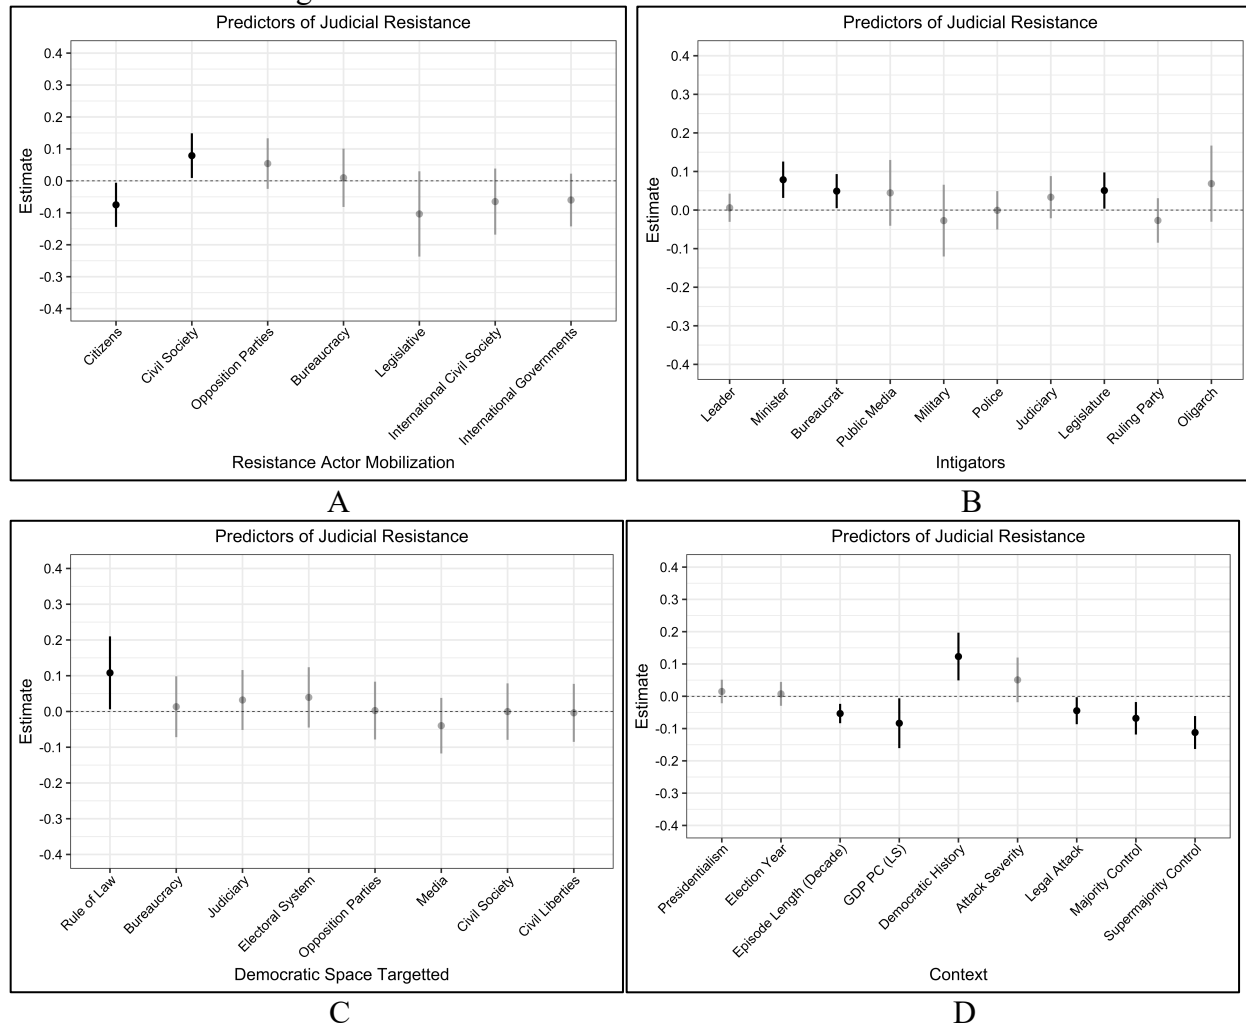 Predictors of Judicial Resistance
0.4
0.3
0.2
0.1
0.0
-0.1
-0.2
-0.3
-0.4
Estimate
Citizens
Civil Society
Opposition Parties
Bureaucracy
Legislative
International Civil Society
International Governments
Resistance Actor Mobilization
A
Predictors of Judicial Resistance
0.4
0.3
0.2
0.1
0.0
-0.1
-0.2
-0.3
-0.4
Estimate
Leader
Minister
Bureaucrat
Public Media
Military
Police
Judiciary
Legislature
Ruling Party
Oligarch
Intigators
B
Predictors of Judicial Resistance
0.4
0.3
0.2
0.1
0.0
-0.1
-0.2
-0.3
-0.4
Estimate
Rule of Law
Bureaucracy
Judiciary
Electoral System
Opposition Parties
Media
Civil Society
Civil Liberties
Democratic Space Targetted
C
Predictors of Judicial Resistance
0.4
0.3
0.2
0.1
0.0
-0.1
-0.2
-0.3
-0.4
Estimate
Presidentialism
Election Year
Episode Length (Decade)
GDP PC (LS)
Democratic History
Attack Severity
Legal Attack
Majority Control
Supermajority Control
Context
D